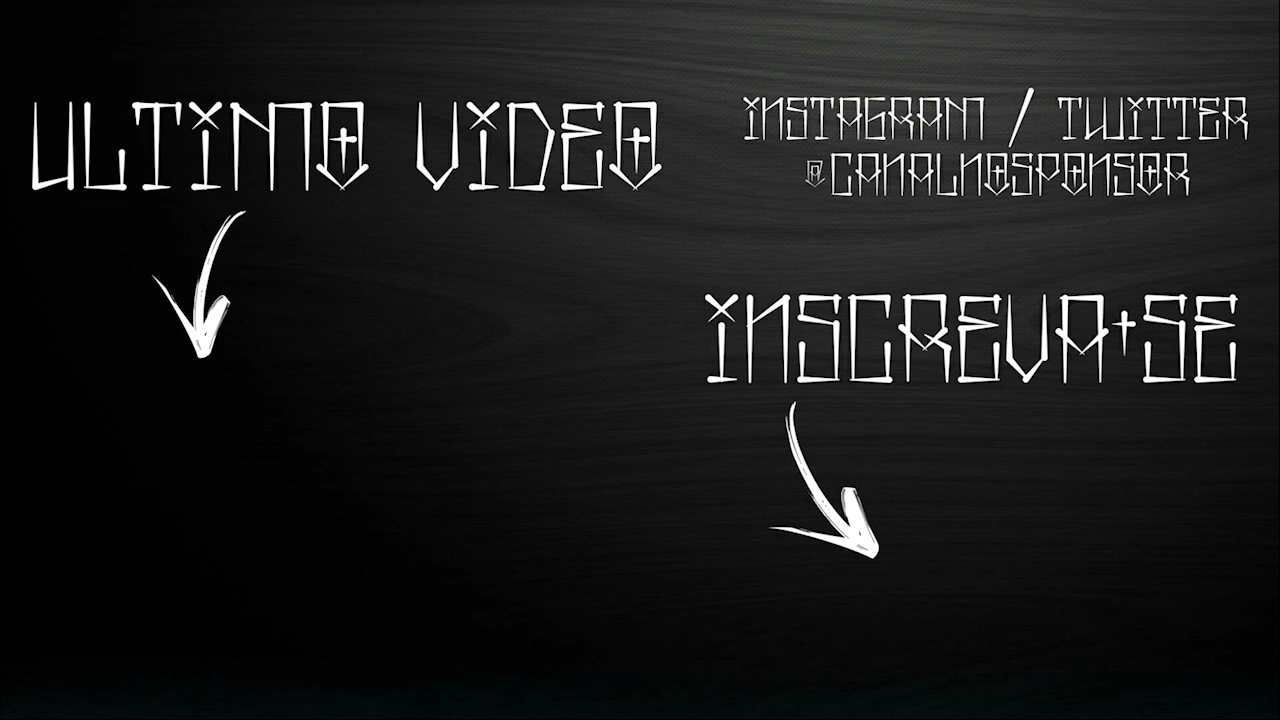 ULTIMO VIDEO
INSTAGRAM / TWITTER
@CANALNOSPONSOR
INSCREVA-SE